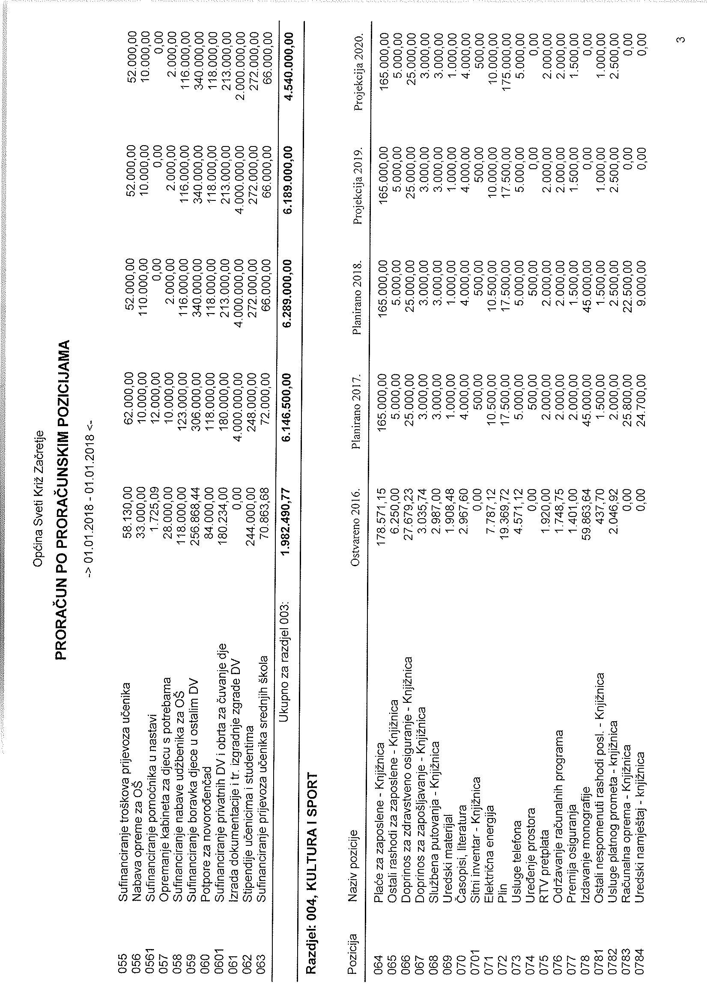 Općina Sveti Križ Začretje
PRORAČUN PO PRORAČUNSKIM POZICIJAMA
-> 01.01.2018 - 01.01.2018 <-
055 Sufinanciranje troškova prijevoza učenika 58.130,00 62.000,00 52.000,00 52.000,00 52.000,00
056 Nabava opreme za OŠ 33.000,00 10.000,00 110.000,00 10.000,00 10.000,00
0561 Sufinanciranje pomoćnika u nastavi 1.725,09 12.000,00 0,00 0,00 0,00
057 Opremanje kabineta za djecu s potrebama 28.000,00 10.000,00 2.000,00 2.000,00 2.000,00
058 Sufinanciranje nabave udžbenika za OŠ 118.000,00 123.000,00 116.000,00 116.000,00 116.000,00
059 Sufinanciranje boravka djece u ostalim DV 256.868,44 306.000,00 340.000,00 340.000,00 340.000,00
060 Potpore za novorođenčad 84.000,00 118.000,00 118.000,00 118.000,00 118.000,00
0601 Sufinanciranje privatnih DV i obrta za čuvanje dje 180.234,00 180.000,00 213.000,00 213.000,00 213.000,00
061 Izrada dokumentacije i tr. izgradnje zgrade DV 0,00 4.000.000,00 4.000.000,00 4.000.000,00 2.000.000,00
062 Stipendije učenicima i studentima 244.000,00 248.000,00 272.000,00 272.000,00 272.000,00
063 Sufinanciranje prijevoza učenika srednjih škola 70.863,68 72.000,00 66.000,00 66.000,00 66.000,00
Ukupno za razdjel 003: 1.982.490,77 6.146.500,00 6.289.000,00 6.189.000,00 4.540.000,00
Razdjel: 004, KULTURA I SPORT
Pozicija Naziv pozicije Ostvareno 2016. Planirano 2017. Planirano 2018. Projekcija 2019. Projekcija 2020.
064 Plaće za zaposlene - Knjižnica 178.571,15 165.000,00 165.000,00 165.000,00 165.000,00
065 Ostali rashodi za zaposlene - Knjižnica 6.250,00 5.000,00 5.000,00 5.000,00 5.000,00
066 Doprinos za zdravstveno osiguranje - Knjižnica 27.679,23 25.000,00 25.000,00 25.000,00 25.000,00
067 Doprinos za zapošljavanje - Knjižnica 3.035,74 3.000,00 3.000,00 3.000,00 3.000,00
068 Službena putovanja - Knjižnica 2.987,00 3.000,00 3.000,00 3.000,00 3.000,00
069 Uredski materijal 1.908,48 1.000,00 1.000,00 1.000,00 1.000,00
070 Časopisi, literatura 2.967,60 4.000,00 4.000,00 4.000,00 4.000,00
0701 Sitni inventar - Knjižnica 0,00 500,00 500,00 500,00 500,00
071 Električna energija 7.787,12 10.500,00 10.500,00 10.000,00 10.000,00
072 Plin 19.369,72 17.500,00 17.500,00 17.500,00 175.000,00
073 Usluge telefona 4.571,12 5.000,00 5.000,00 5.000,00 5.000,00
074 Uređenje prostora 0,00 500,00 500,00 0,00 0,00
075 RTV pretplata 1.920,00 2.000,00 2.000,00 2.000,00 2.000,00
076 Održavanje računalnih programa 1.748,75 2.000,00 2.000,00 2.000,00 2.000,00
077 Premija osiguranja 1.401,00 2.000,00 1.500,00 1.500,00 1.500,00
078 Izdavanje monografije 59.863,64 45.000,00 45.000,00 0,00 0,00
0781 Ostali nespomenuti rashodi posl. - Knjižnica 437,70 1.500,00 1.500,00 1.000,00 1.000,00
0782 Usluge platnog prometa - knjižnica 2.046,92 2.000,00 2.500,00 2.500,00 2.500,00
0783 Računalna oprema - Knjižnica 0,00 25.800,00 22.500,00 0,00 0,00
0784 Uredski namještaj - knjižnica 0,00 24.700,00 9.000,00 0,00 0,00
3